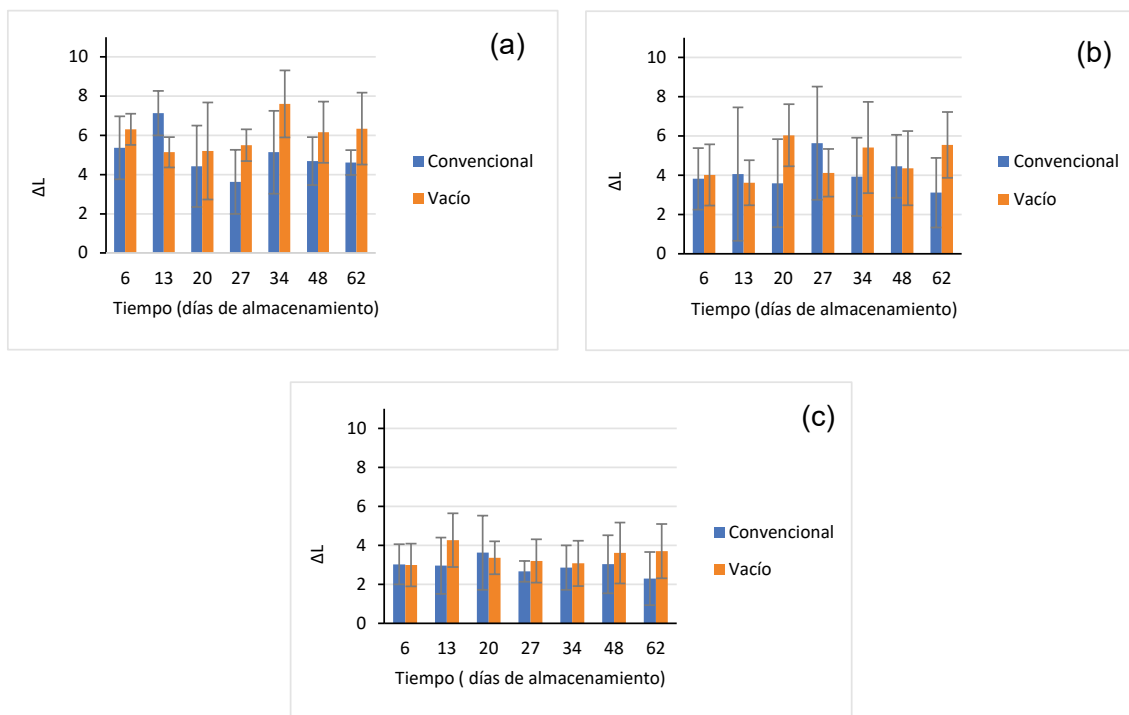 (a)
10
8
6
4
2
0
ΔL
6 13 20 27 34 48 62
Tiempo (días de almacenamiento)
Convencional
Vacío
(b)
10
8
6
4
2
0
ΔL
6 13 20 27 34 48 62
Tiempo (días de almacenamiento)
Convencional
Vacío
(c)
10
8
6
4
2
0
ΔL
6 13 20 27 34 48 62
Tiempo ( días de almacenamiento)
Convencional
Vacío